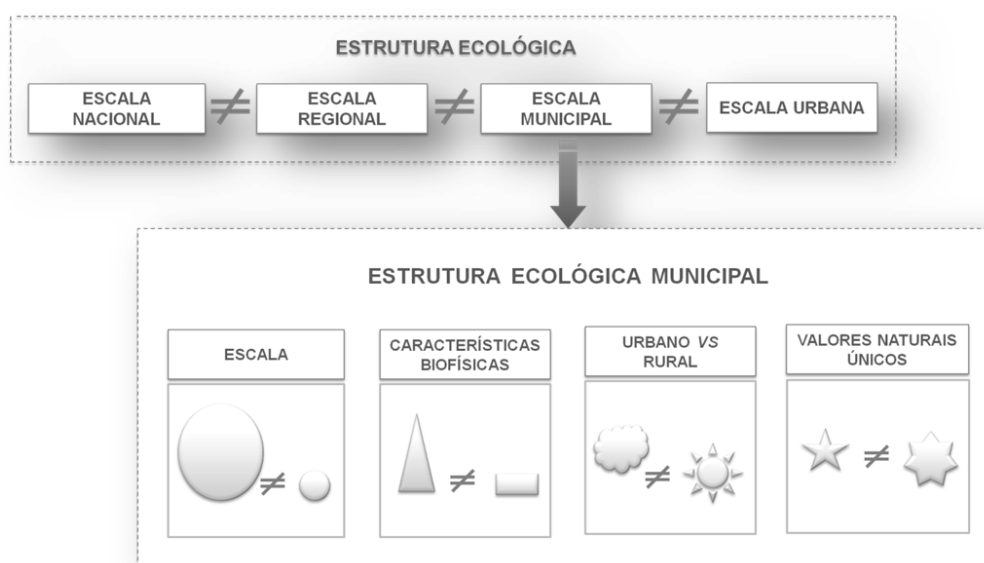 ESTRUTURA ECOLÓGICA
ESCALA
NACIONAL
≠
ESCALA
REGIONAL
≠
ESCALA
MUNICIPAL
≠
ESCALA URBANA
ESTRUTURA ECOLÓGICA MUNICIPAL
ESCALA
CARACTERÍSTICAS
BIOFÍSICAS
URBANO VS
RURAL
VALORES NATURAIS
ÚNICOS
≠
≠
≠
≠